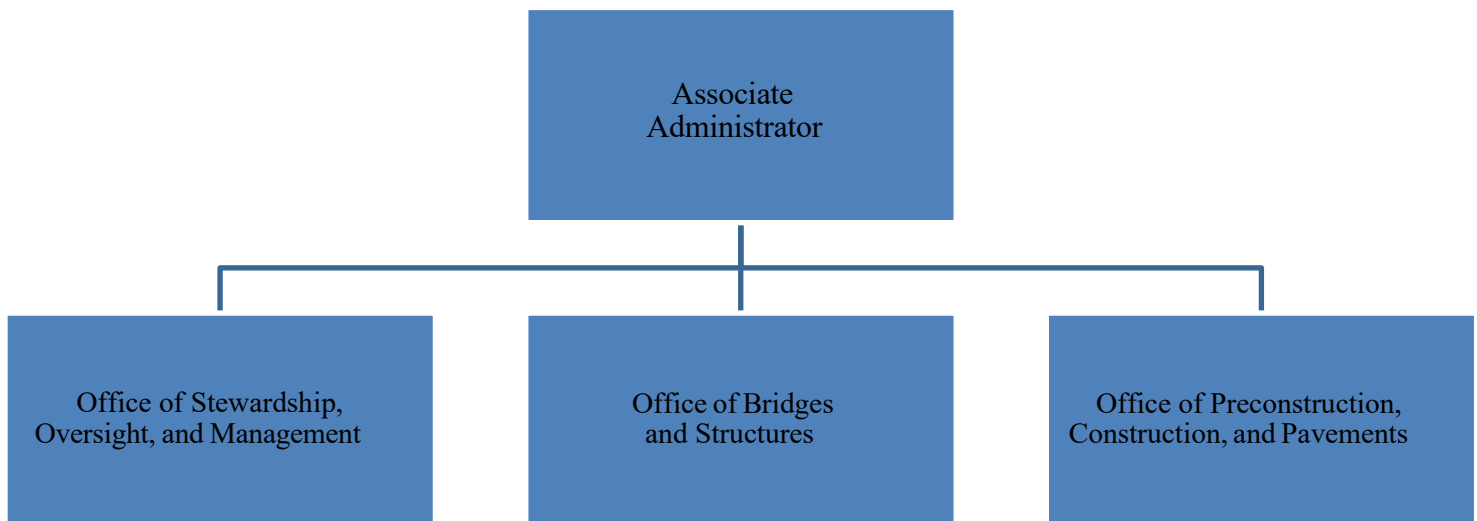 Associate
Administrator
Office of Stewardship,
Oversight, and Management
Office of Bridges
and Structures
Office of Preconstruction,
Construction, and Pavements